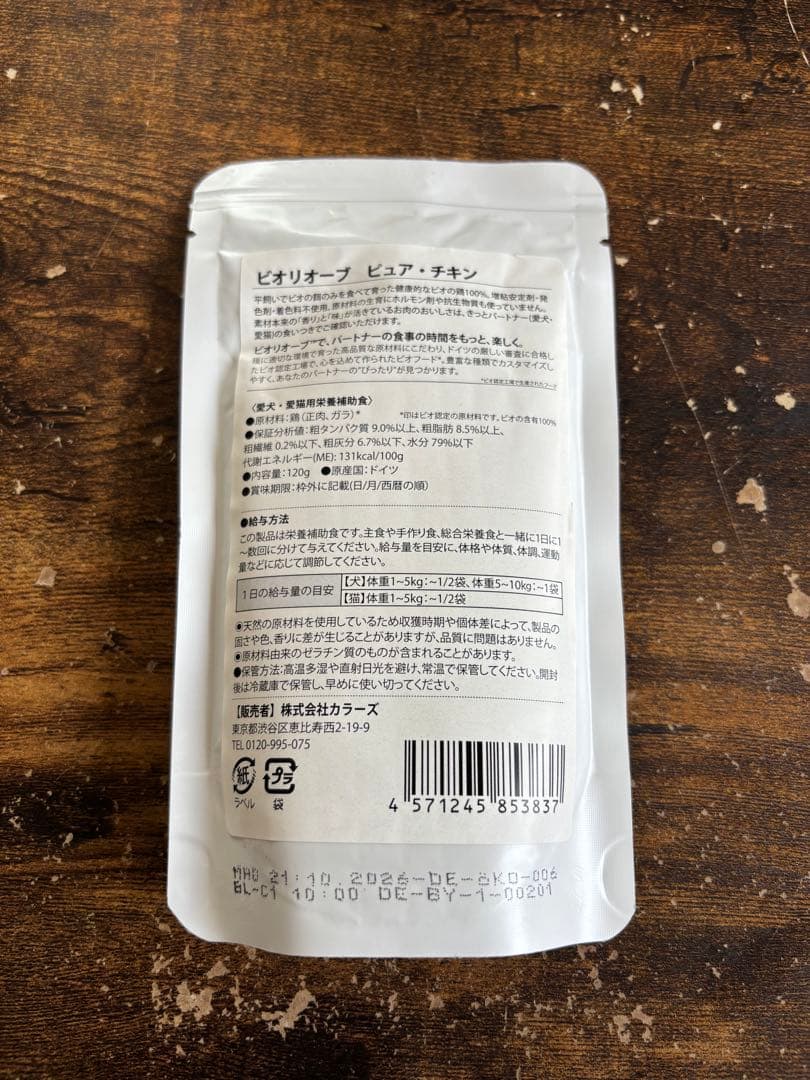 ビオリオーブ　ピュア・チキン
平飼いでビオの餌のみを食べて育った健康的なビオの鶏100%。増粘安定剤・発
色剤・着色料不使用。原材料の生育にホルモン剤や抗生物質も使っていません。
素材本来の「香り」と「味」が活きているお肉のおいしさは、きっとパートナー(愛犬・
愛猫)の食いつきでご確認いただけます。
ビオリオーブ™で、パートナーの食事の時間をもっと、楽しく。
種に適切な環境で育った高品質な原材料にこだわり、ドイツの厳しい審査に合格し
たビオ認定工場で、心を込めて作られたビオフード*。豊富な種類でカスタマイズし
やすく、あなたのパートナーの"ぴったり"が見つかります。
*ビオ認定工場で生産されたフード
〈愛犬・愛猫用栄養補助食〉
●原材料：鶏（正肉、ガラ）* *印はビオ認定の原材料です。ビオの含有100%
●保証分析値：粗タンパク質 9.0%以上、粗脂肪 8.5%以上、
粗繊維 0.2%以下、粗灰分 6.7%以下、水分 79%以下
代謝エネルギー(ME): 131kcal/100g
●内容量：120g ●原産国：ドイツ
●賞味期限：枠外に記載(日/月/西暦の順)
●給与方法
この製品は栄養補助食です。主食や手作り食、総合栄養食と一緒に1日に1
～数回に分けて与えてください。給与量を目安に、体格や体質、体調、運動
量などに応じて調節してください。
1日の給与量の目安
【犬】体重1~5kg：~1/2袋、体重5~10kg：~1袋
【猫】体重1~5kg：~1/2袋
●天然の原材料を使用しているため収獲時期や個体差によって、製品の
固さや色、香りに差が生じることがありますが、品質に問題はありません。
●原材料由来のゼラチン質のものが含まれることがあります。
●保管方法：高温多湿や直射日光を避け、常温で保管してください。開封
後は冷蔵庫で保管し、早めに使い切ってください。
【販売者】株式会社カラーズ
東京都渋谷区恵比寿西2-19-9
TEL 0120-995-075
紙
ラベル
プラ
袋
4 571245 853837
MHD 21.10.2026-DE-öKO-006
BL-C1 10:00 DE-BY-1-00201